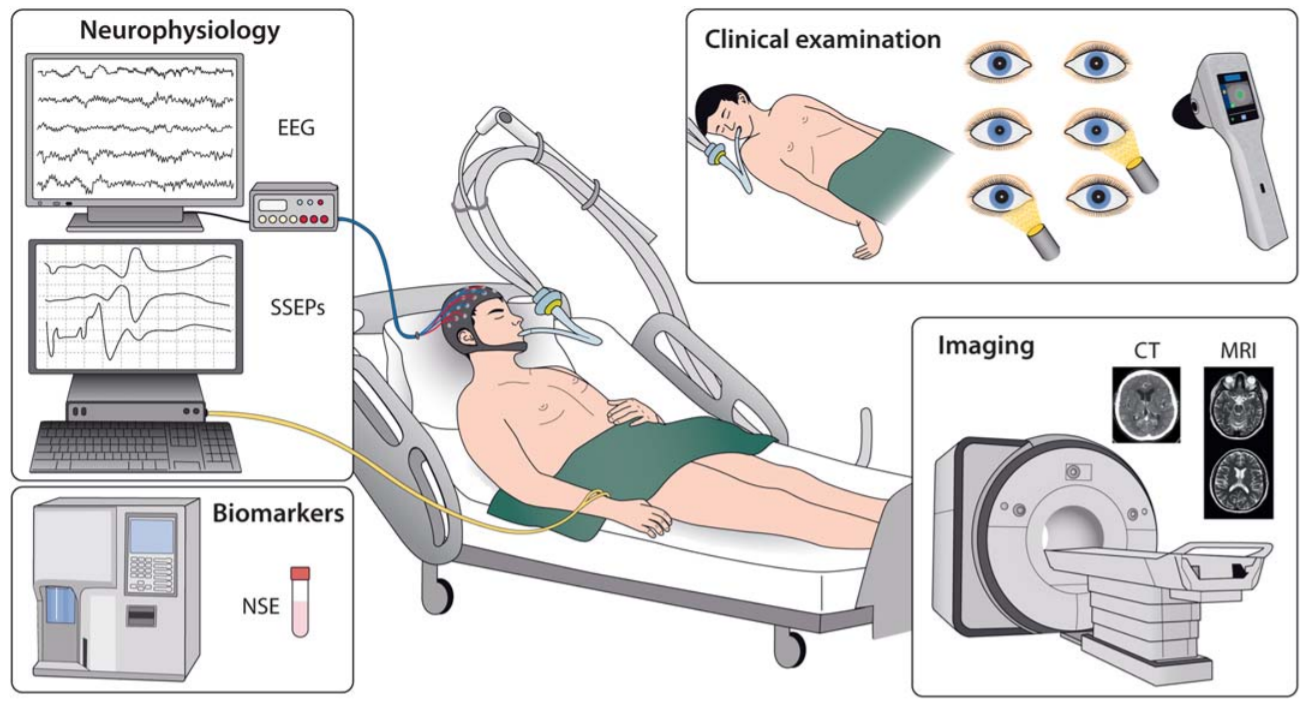 Neurophysiology
EEG
SSEPs
Biomarkers
NSE
Clinical examination
Imaging
CT
MRI